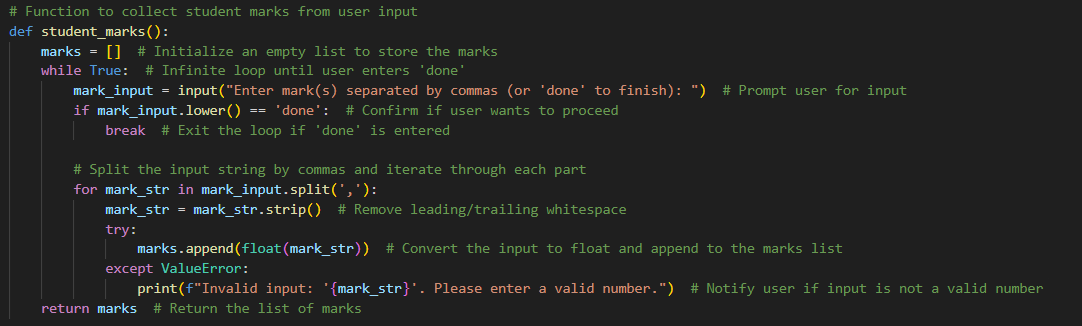 # Function to collect student marks from user input
def student_marks():
    marks = []  # Initialize an empty list to store the marks
    while True:  # Infinite loop until user enters 'done'
        mark_input = input("Enter mark(s) separated by commas (or 'done' to finish): ")  # Prompt user for input
        if mark_input.lower() == 'done':  # Confirm if user wants to proceed
            break  # Exit the loop if 'done' is entered

        # Split the input string by commas and iterate through each part
        for mark_str in mark_input.split(','):
            mark_str = mark_str.strip()  # Remove leading/trailing whitespace
            try:
                marks.append(float(mark_str))  # Convert the input to float and append to the marks list
            except ValueError:
                print(f"Invalid input: '{mark_str}'. Please enter a valid number.")  # Notify user if input is not a valid number
    return marks  # Return the list of marks